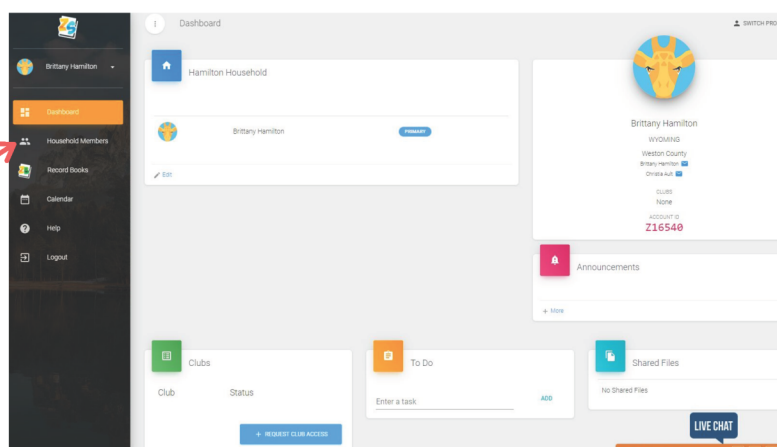 Dashboard
SWITCH PRO
Brittany Hamilton
Dashboard
Household Members
Record Books
Calendar
Help
Logout
Hamilton Household
Brittany Hamilton
PRIMARY
Edit
Brittany Hamilton
WYOMING
Weston County
Brittany Hamilton
Christa Ault
CLUBS
None
ACCOUNT ID
Z16540
Announcements
+ More
Clubs
Club Status
+ REQUEST CLUB ACCESS
To Do
Enter a task
ADD
Shared Files
No Shared Files
LIVE CHAT